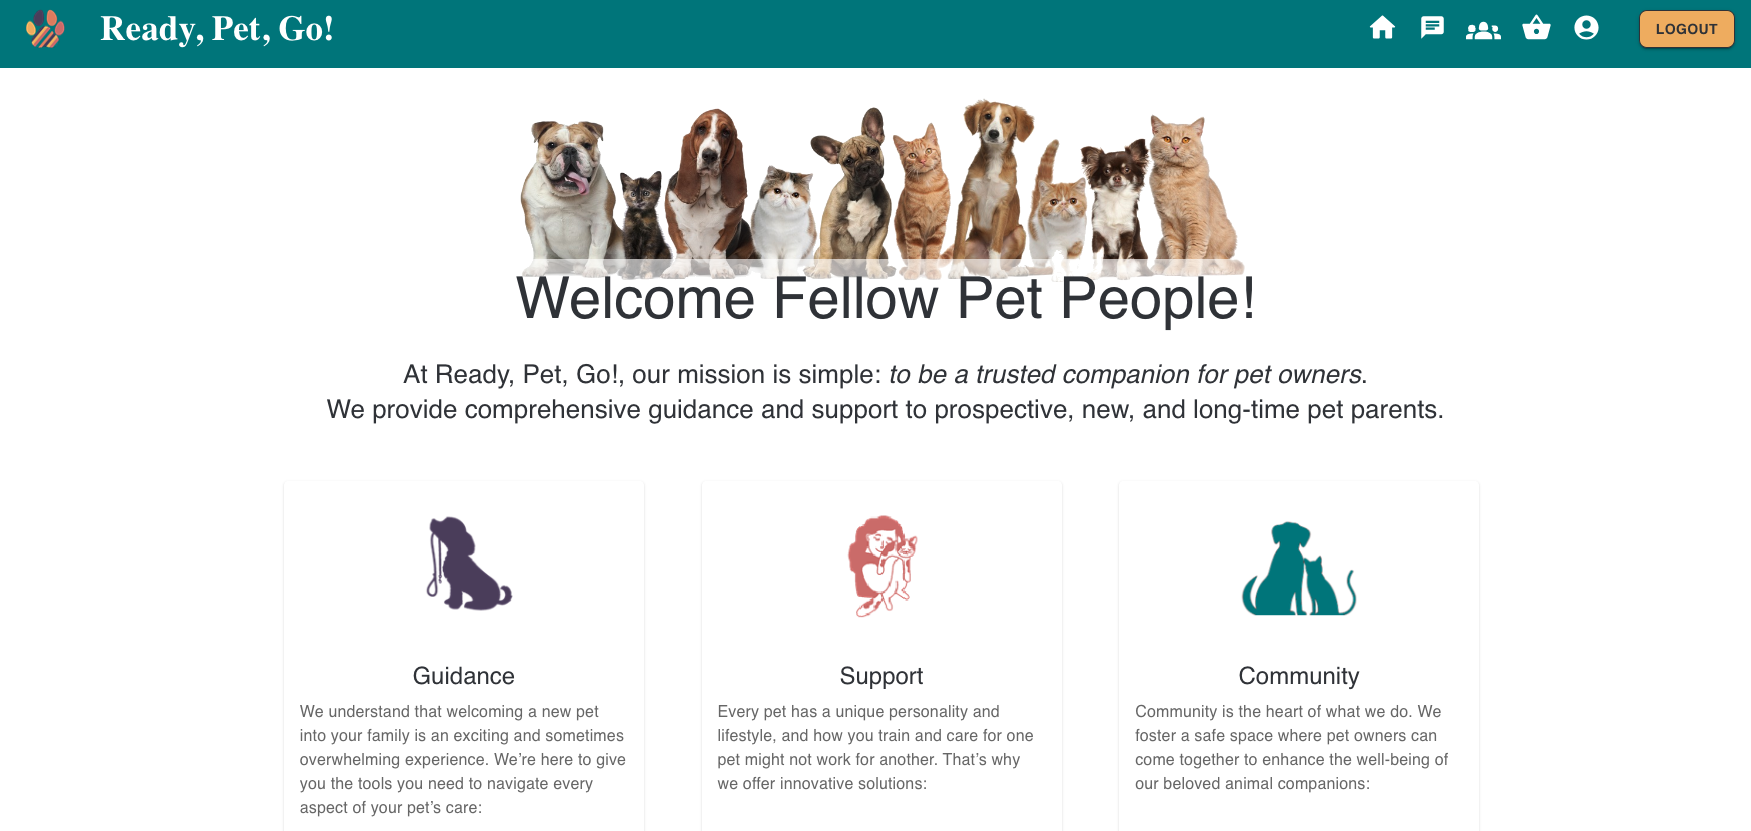 Ready, Pet, Go!
LOGOUT
Welcome Fellow Pet People!
At Ready, Pet, Go!, our mission is simple: to be a trusted companion for pet owners.
We provide comprehensive guidance and support to prospective, new, and long-time pet parents.
Guidance
We understand that welcoming a new pet
into your family is an exciting and sometimes
overwhelming experience. We’re here to give
you the tools you need to navigate every
aspect of your pet’s care:
Support
Every pet has a unique personality and
lifestyle, and how you train and care for one
pet might not work for another. That’s why
we offer innovative solutions:
Community
Community is the heart of what we do. We
foster a safe space where pet owners can
come together to enhance the well-being of
our beloved animal companions: